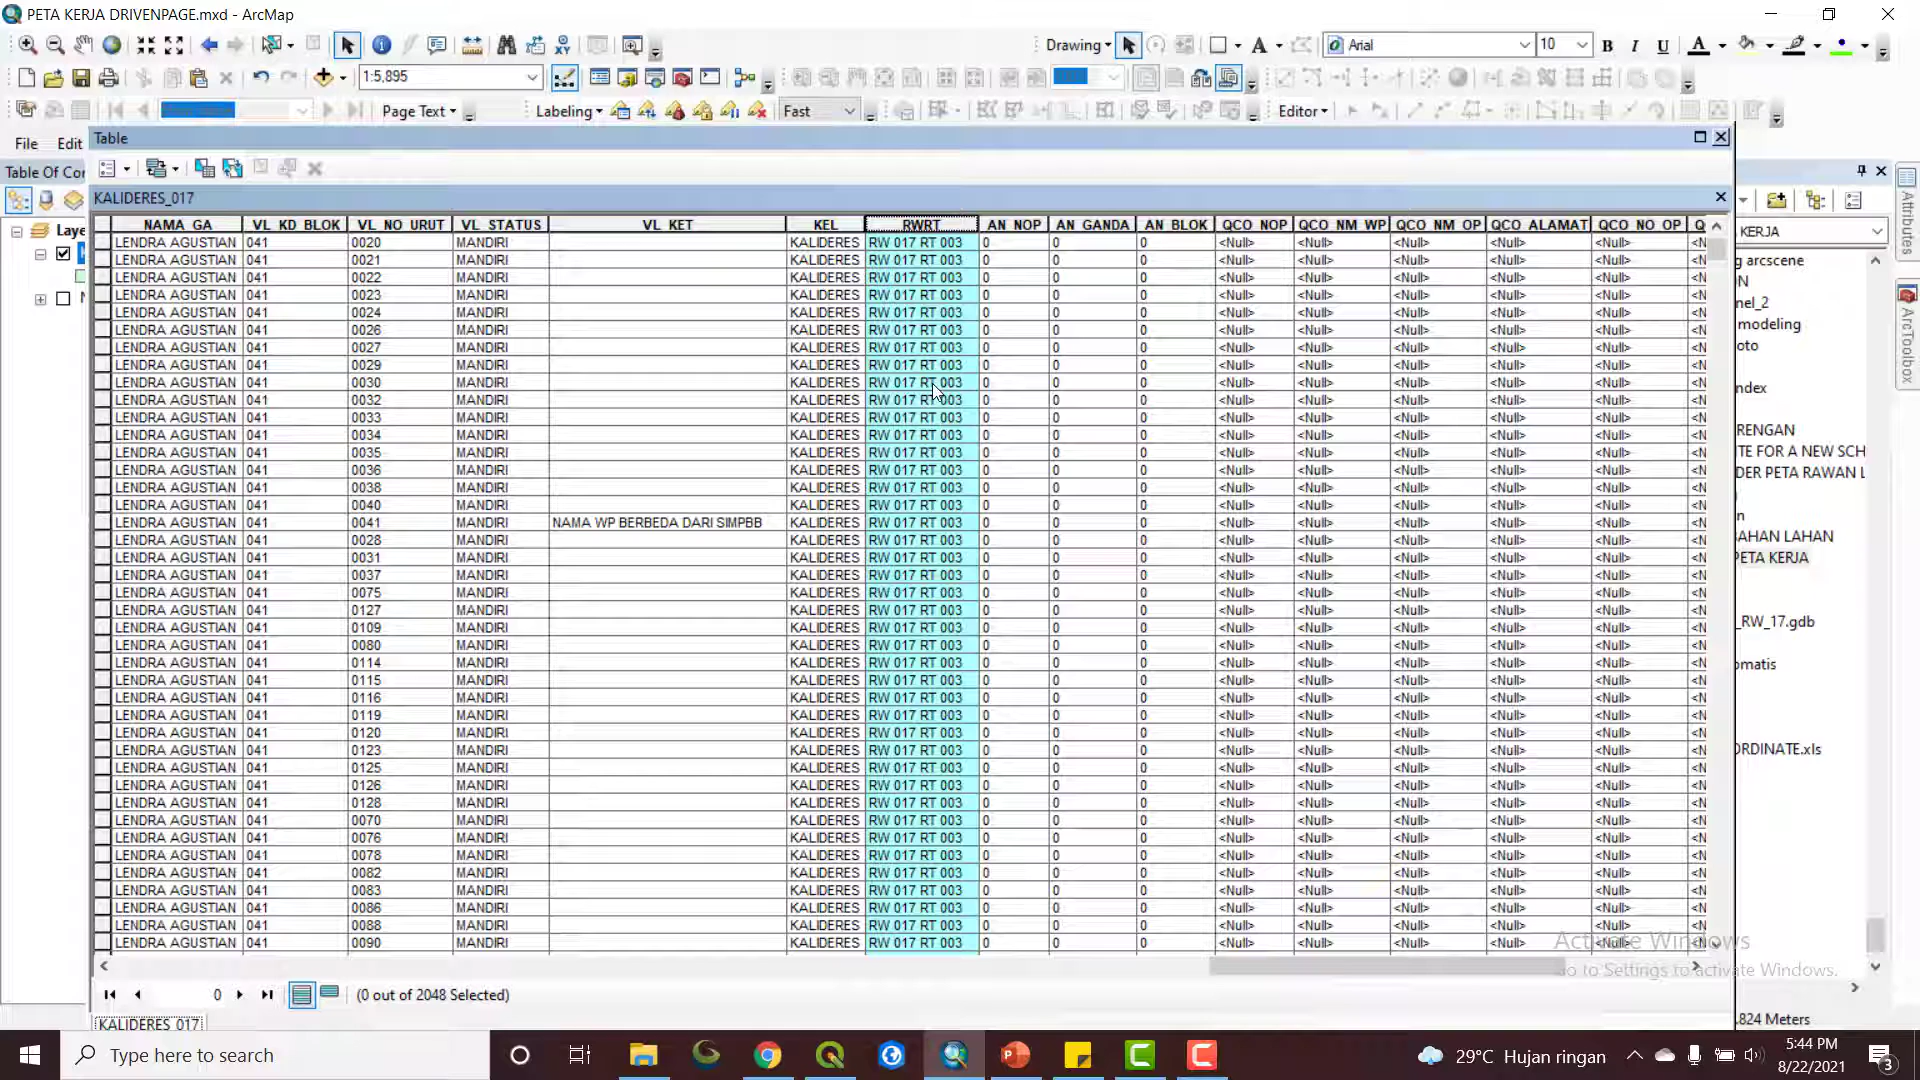 PETA KERJA DRIVENPAGE.mxd - ArcMap
Drawing
Arial
10
B I U A
1:5,895
Page Text
Labeling
Fast
Editor
File Edit
Table
Table Of Cor
KALIDERES_017
Laye
NAMA_GA VL_KD_BLOK VL_NO_URUT VL_STATUS VL_KET KEL RWRT AN_NOP AN_GANDA AN_BLOK QCO_NOP QCO_NM_WP QCO_NM_OP QCO_ALAMAT QCO_NO_OP Q
LENDRA AGUSTIAN 041 0020 MANDIRI KALIDERES RW 017 RT 003 0 0 0 <Null> <Null> <Null> <Null> <Null> <N
LENDRA AGUSTIAN 041 0021 MANDIRI KALIDERES RW 017 RT 003 0 0 0 <Null> <Null> <Null> <Null> <Null> <N
LENDRA AGUSTIAN 041 0022 MANDIRI KALIDERES RW 017 RT 003 0 0 0 <Null> <Null> <Null> <Null> <Null> <N
LENDRA AGUSTIAN 041 0023 MANDIRI KALIDERES RW 017 RT 003 0 0 0 <Null> <Null> <Null> <Null> <Null> <N
LENDRA AGUSTIAN 041 0024 MANDIRI KALIDERES RW 017 RT 003 0 0 0 <Null> <Null> <Null> <Null> <Null> <N
LENDRA AGUSTIAN 041 0026 MANDIRI KALIDERES RW 017 RT 003 0 0 0 <Null> <Null> <Null> <Null> <Null> <N
LENDRA AGUSTIAN 041 0027 MANDIRI KALIDERES RW 017 RT 003 0 0 0 <Null> <Null> <Null> <Null> <Null> <N
LENDRA AGUSTIAN 041 0029 MANDIRI KALIDERES RW 017 RT 003 0 0 0 <Null> <Null> <Null> <Null> <Null> <N
LENDRA AGUSTIAN 041 0030 MANDIRI KALIDERES RW 017 RT 003 0 0 0 <Null> <Null> <Null> <Null> <Null> <N
LENDRA AGUSTIAN 041 0032 MANDIRI KALIDERES RW 017 RT 003 0 0 0 <Null> <Null> <Null> <Null> <Null> <N
LENDRA AGUSTIAN 041 0033 MANDIRI KALIDERES RW 017 RT 003 0 0 0 <Null> <Null> <Null> <Null> <Null> <N
LENDRA AGUSTIAN 041 0034 MANDIRI KALIDERES RW 017 RT 003 0 0 0 <Null> <Null> <Null> <Null> <Null> <N
LENDRA AGUSTIAN 041 0035 MANDIRI KALIDERES RW 017 RT 003 0 0 0 <Null> <Null> <Null> <Null> <Null> <N
LENDRA AGUSTIAN 041 0036 MANDIRI KALIDERES RW 017 RT 003 0 0 0 <Null> <Null> <Null> <Null> <Null> <N
LENDRA AGUSTIAN 041 0038 MANDIRI KALIDERES RW 017 RT 003 0 0 0 <Null> <Null> <Null> <Null> <Null> <N
LENDRA AGUSTIAN 041 0040 MANDIRI KALIDERES RW 017 RT 003 0 0 0 <Null> <Null> <Null> <Null> <Null> <N
LENDRA AGUSTIAN 041 0041 MANDIRI NAMA WP BERBEDA DARI SIMPBB KALIDERES RW 017 RT 003 0 0 0 <Null> <Null> <Null> <Null> <Null> <N
LENDRA AGUSTIAN 041 0028 MANDIRI KALIDERES RW 017 RT 003 0 0 0 <Null> <Null> <Null> <Null> <Null> <N
LENDRA AGUSTIAN 041 0031 MANDIRI KALIDERES RW 017 RT 003 0 0 0 <Null> <Null> <Null> <Null> <Null> <N
LENDRA AGUSTIAN 041 0037 MANDIRI KALIDERES RW 017 RT 003 0 0 0 <Null> <Null> <Null> <Null> <Null> <N
LENDRA AGUSTIAN 041 0075 MANDIRI KALIDERES RW 017 RT 003 0 0 0 <Null> <Null> <Null> <Null> <Null> <N
LENDRA AGUSTIAN 041 0127 MANDIRI KALIDERES RW 017 RT 003 0 0 0 <Null> <Null> <Null> <Null> <Null> <N
LENDRA AGUSTIAN 041 0109 MANDIRI KALIDERES RW 017 RT 003 0 0 0 <Null> <Null> <Null> <Null> <Null> <N
LENDRA AGUSTIAN 041 0080 MANDIRI KALIDERES RW 017 RT 003 0 0 0 <Null> <Null> <Null> <Null> <Null> <N
LENDRA AGUSTIAN 041 0114 MANDIRI KALIDERES RW 017 RT 003 0 0 0 <Null> <Null> <Null> <Null> <Null> <N
LENDRA AGUSTIAN 041 0115 MANDIRI KALIDERES RW 017 RT 003 0 0 0 <Null> <Null> <Null> <Null> <Null> <N
LENDRA AGUSTIAN 041 0116 MANDIRI KALIDERES RW 017 RT 003 0 0 0 <Null> <Null> <Null> <Null> <Null> <N
LENDRA AGUSTIAN 041 0119 MANDIRI KALIDERES RW 017 RT 003 0 0 0 <Null> <Null> <Null> <Null> <Null> <N
LENDRA AGUSTIAN 041 0120 MANDIRI KALIDERES RW 017 RT 003 0 0 0 <Null> <Null> <Null> <Null> <Null> <N
LENDRA AGUSTIAN 041 0123 MANDIRI KALIDERES RW 017 RT 003 0 0 0 <Null> <Null> <Null> <Null> <Null> <N
LENDRA AGUSTIAN 041 0125 MANDIRI KALIDERES RW 017 RT 003 0 0 0 <Null> <Null> <Null> <Null> <Null> <N
LENDRA AGUSTIAN 041 0126 MANDIRI KALIDERES RW 017 RT 003 0 0 0 <Null> <Null> <Null> <Null> <Null> <N
LENDRA AGUSTIAN 041 0128 MANDIRI KALIDERES RW 017 RT 003 0 0 0 <Null> <Null> <Null> <Null> <Null> <N
LENDRA AGUSTIAN 041 0070 MANDIRI KALIDERES RW 017 RT 003 0 0 0 <Null> <Null> <Null> <Null> <Null> <N
LENDRA AGUSTIAN 041 0076 MANDIRI KALIDERES RW 017 RT 003 0 0 0 <Null> <Null> <Null> <Null> <Null> <N
LENDRA AGUSTIAN 041 0078 MANDIRI KALIDERES RW 017 RT 003 0 0 0 <Null> <Null> <Null> <Null> <Null> <N
LENDRA AGUSTIAN 041 0082 MANDIRI KALIDERES RW 017 RT 003 0 0 0 <Null> <Null> <Null> <Null> <Null> <N
LENDRA AGUSTIAN 041 0083 MANDIRI KALIDERES RW 017 RT 003 0 0 0 <Null> <Null> <Null> <Null> <Null> <N
LENDRA AGUSTIAN 041 0086 MANDIRI KALIDERES RW 017 RT 003 0 0 0 <Null> <Null> <Null> <Null> <Null> <N
LENDRA AGUSTIAN 041 0088 MANDIRI KALIDERES RW 017 RT 003 0 0 0 <Null> <Null> <Null> <Null> <Null> <N
LENDRA AGUSTIAN 041 0090 MANDIRI KALIDERES RW 017 RT 003 0 0 0 <Null> <Null> <Null> <Null> <Null> <N
0
(0 out of 2048 Selected)
KALIDERES_017
KERJA
g arcscene
ON
nel_2
modeling
oto
ndex
RENGAN
ITE FOR A NEW SCH
DER PETA RAWAN L
n
BAHAN LAHAN
PETA KERJA
_RW_17.gdb
omatis
ORDINATE.xls
Attributes
ArcToolbox
Activate Windows
Go to Settings to activate Windows.
.824 Meters
Type here to search
29°C Hujan ringan
5:44 PM
8/22/2021
3